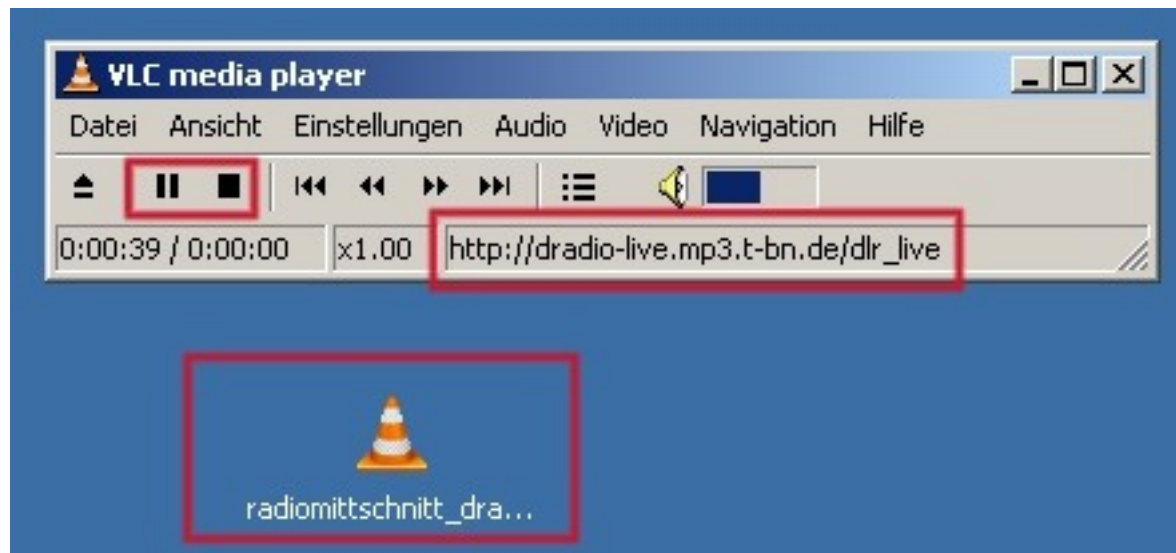 VLC media player
Datei Ansicht Einstellungen Audio Video Navigation Hilfe
0:00:39 / 0:00:00 x1.00 http://dradio-live.mp3.t-bn.de/dlr_live
radiomittschnitt_dra...